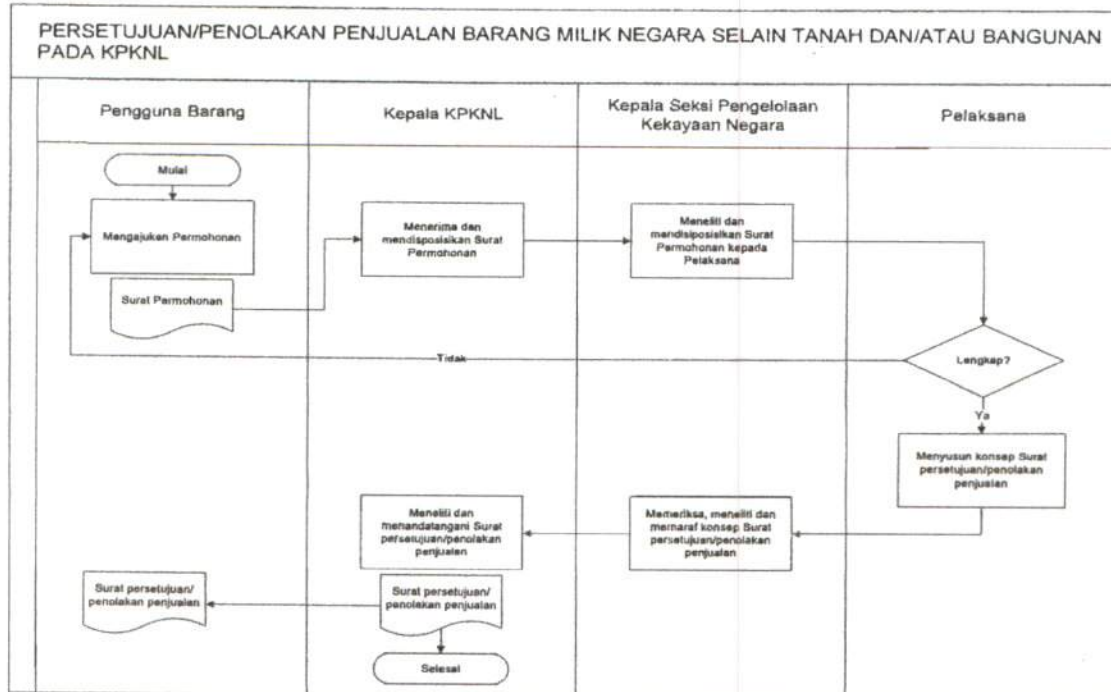 PERSETUJUAN/PENOLAKAN PENJUALAN BARANG MILIK NEGARA SELAIN TANAH DAN/ATAU BANGUNAN
PADA KPKNL
Pengguna Barang
Kepala KPKNL
Kepala Seksi Pengelolaan
Kekayaan Negara
Pelaksana
Mulai
Mengajukan Permohonan
Surat Permohonan
Menerima dan
mendisposisikan Surat
Permohonan
Meneliti dan
mendisiposisikan Surat
Permohonan kepada
Pelaksana
Lengkap?
Tidak
Ya
Menyusun konsep Surat
persetujuan/penolakan
penjualan
Memeriksa, meneliti dan
memaraf konsep Surat
persetujuan/penolakan
penjualan
Meneliti dan
menandatangani Surat
persetujuan/penolakan
penjualan
Surat persetujuan/
penolakan penjualan
Surat persetujuan/
penolakan penjualan
Selesai